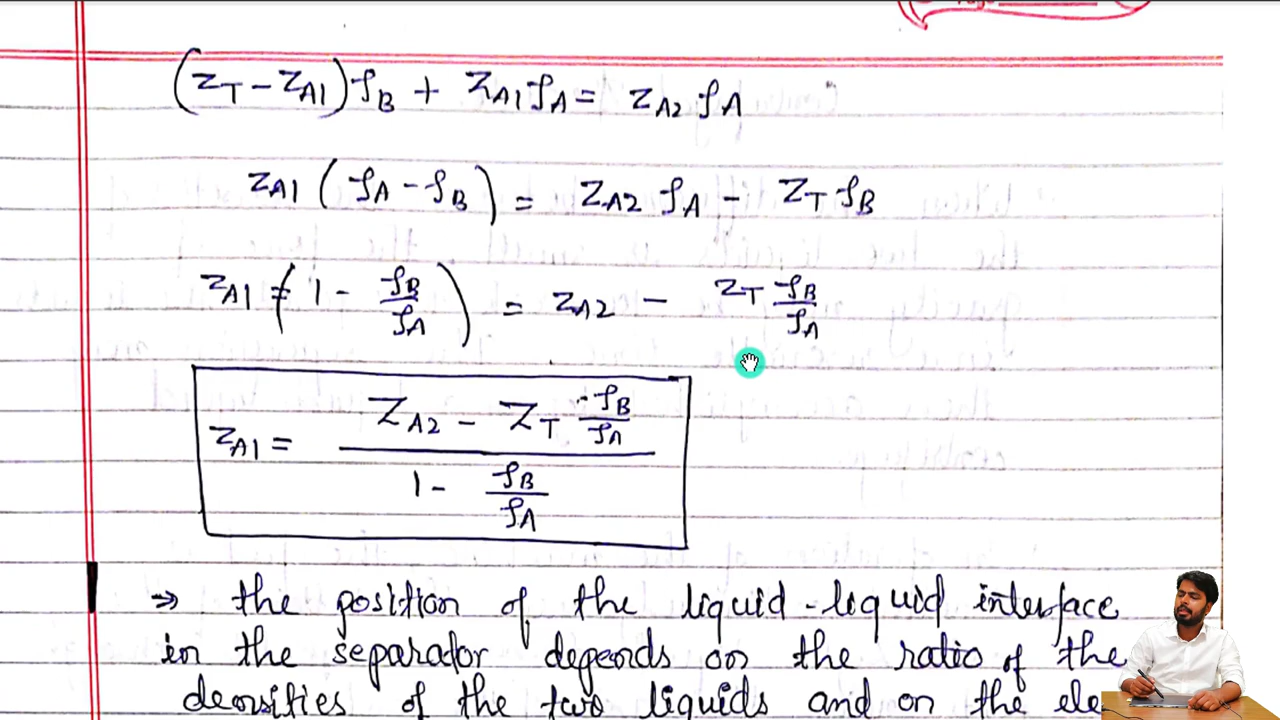 (Z_T - Z_A1) ρ_B + Z_A1 ρ_A = Z_A2 ρ_A
Z_A1 (ρ_A - ρ_B) = Z_A2 ρ_A - Z_T ρ_B
Z_A1 (1 - ρ_B/ρ_A) = Z_A2 - Z_T ρ_B/ρ_A
Z_A1 = (Z_A2 - Z_T ρ_B/ρ_A) / (1 - ρ_B/ρ_A)
⇒ the position of the liquid-liquid interface
in the separator depends on the ratio of the
densities of the two liquids and on the ele